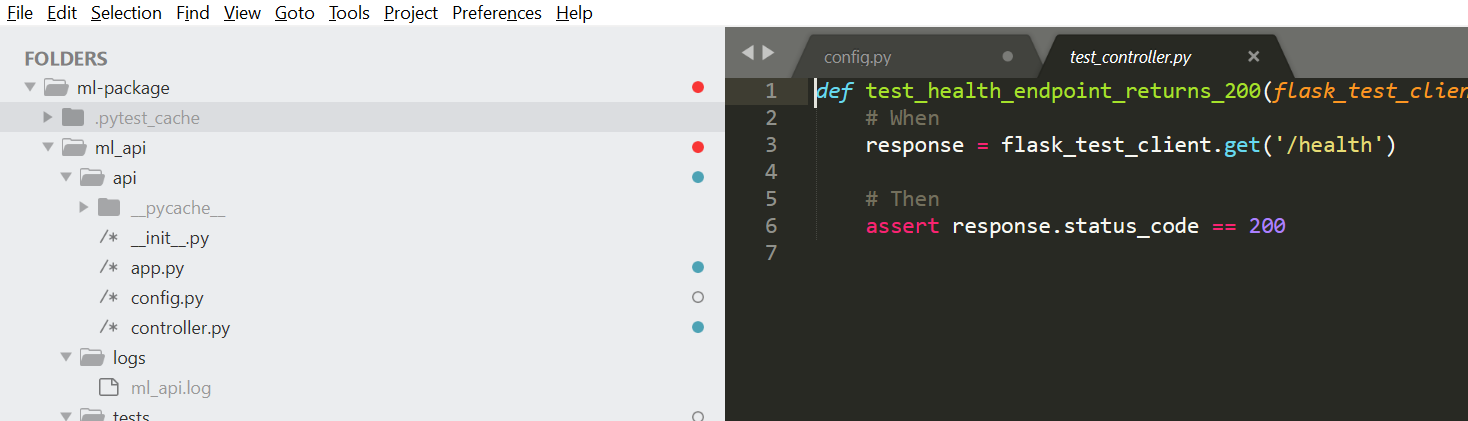 File Edit Selection Find View Goto Tools Project Preferences Help
FOLDERS
ml-package
.pytest_cache
ml_api
api
__pycache__
/* __init__.py
/* app.py
/* config.py
/* controller.py
logs
ml_api.log
tests
config.py test_controller.py
1 def test_health_endpoint_returns_200(flask_test_clien
2 # When
3 response = flask_test_client.get('/health')
4
5 # Then
6 assert response.status_code == 200
7